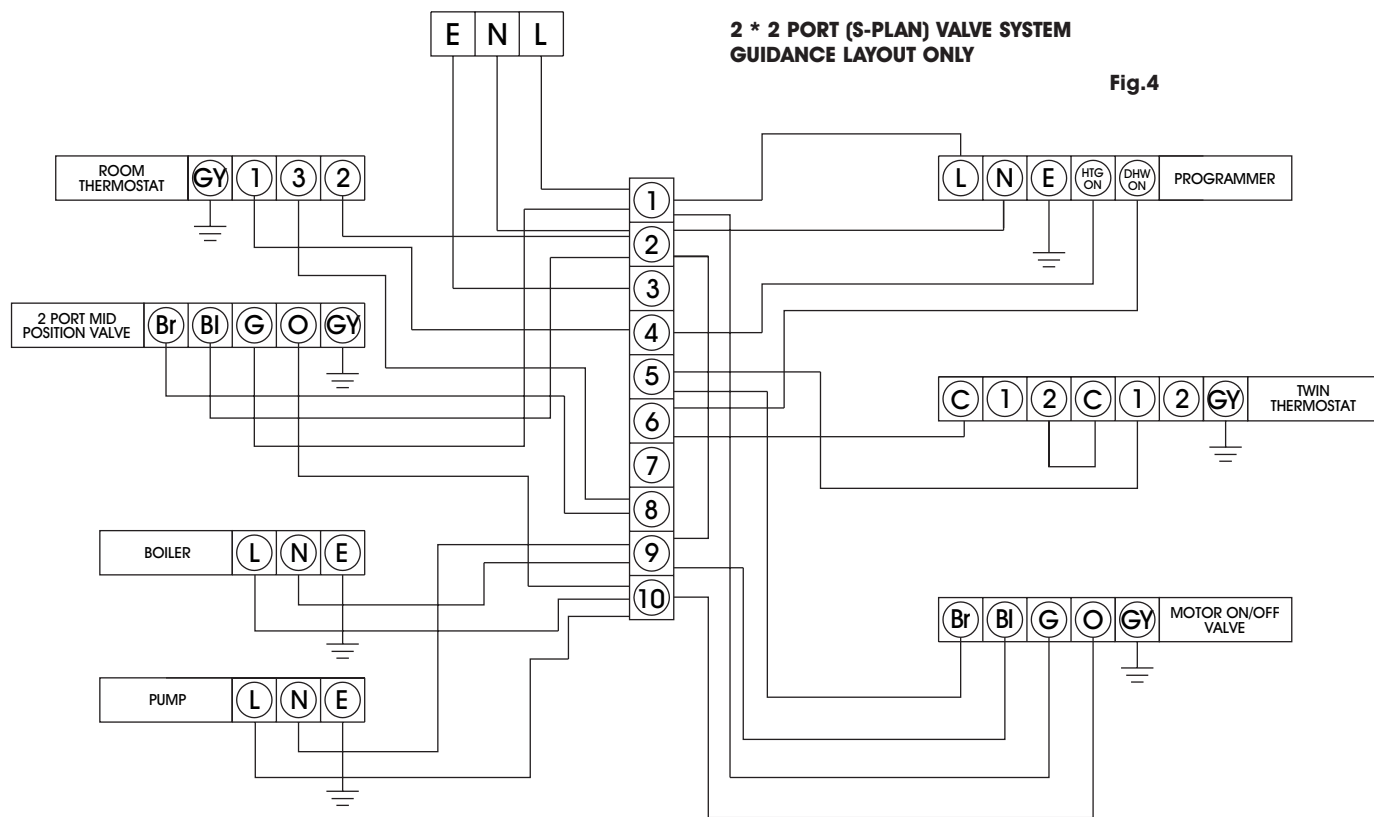 E N L
2 * 2 PORT (S-PLAN) VALVE SYSTEM
GUIDANCE LAYOUT ONLY
Fig.4
ROOM
THERMOSTAT
GY 1 3 2
L N E HTG
ON DHW
ON
PROGRAMMER
2 PORT MID
POSITION VALVE
Br Bl G O GY
1
2
3
4
5
6
7
8
9
10
C 1 2 C 1 2 GY
TWIN
THERMOSTAT
BOILER
L N E
Br Bl G O GY
MOTOR ON/OFF
VALVE
PUMP
L N E